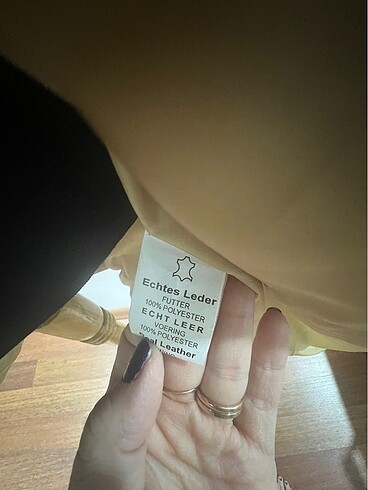 Echtes Leder
FUTTER
100% POLYESTER
ECHT LEER
VOERING
100% POLYESTER
Leather